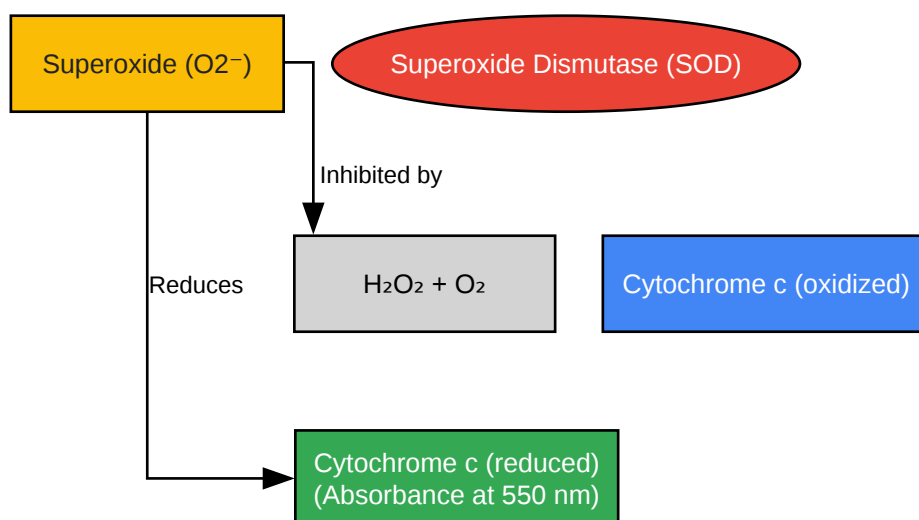 Superoxide (O2⁻)
Superoxide Dismutase (SOD)
Inhibited by
Reduces
H₂O₂ + O₂
Cytochrome c (oxidized)
Cytochrome c (reduced)
(Absorbance at 550 nm)